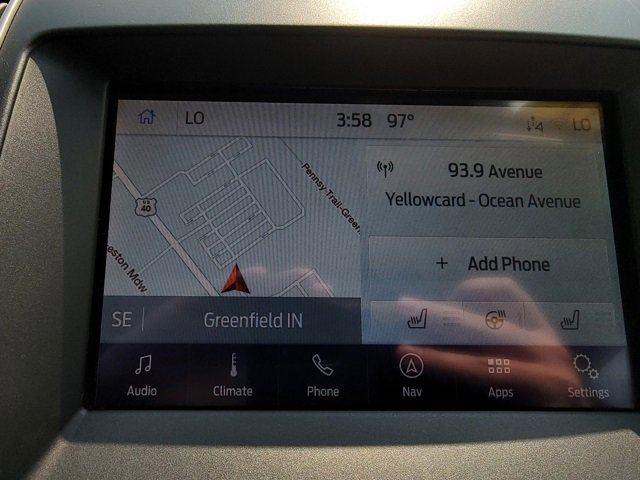 LO
3:58 97°
LO
Pennsy-Trail-Green.
US
40
eston Maw.
93.9 Avenue
Yellowcard - Ocean Avenue
+ Add Phone
SE
Greenfield IN
Audio
Climate
Phone
Nav
Apps
Settings